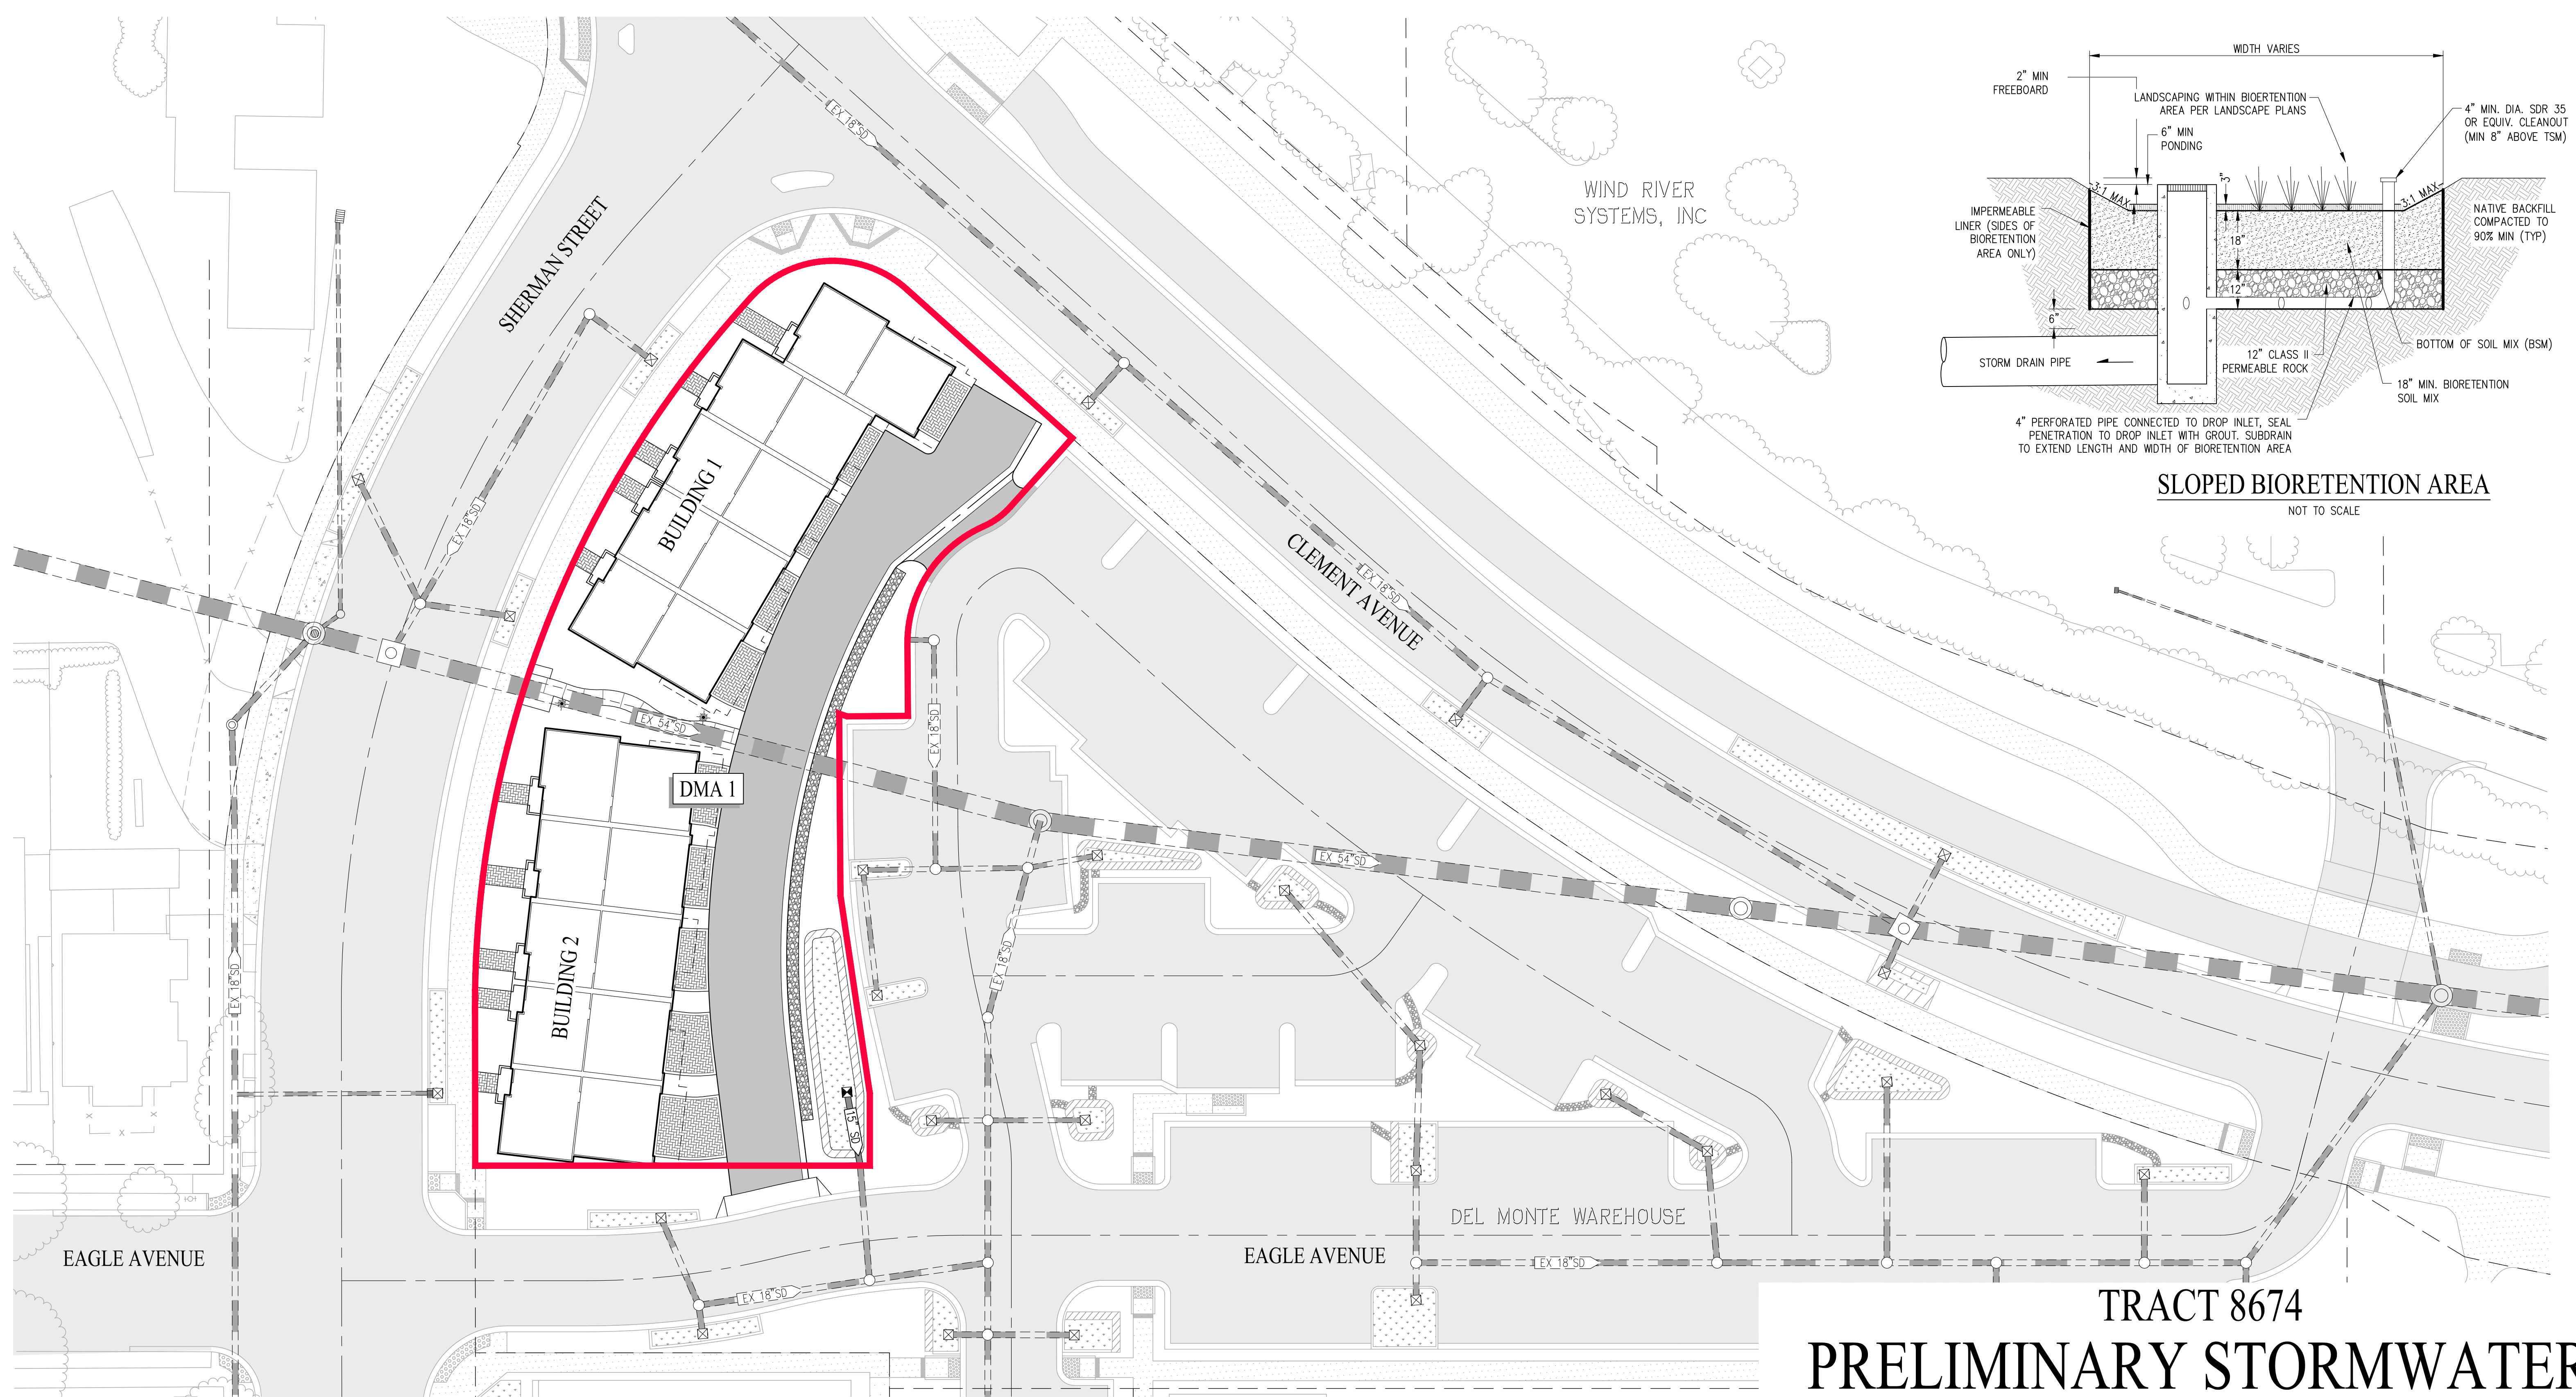 WIDTH VARIES
2" MIN
FREEBOARD
LANDSCAPING WITHIN BIOERTENTION
AREA PER LANDSCAPE PLANS
6" MIN
PONDING
4" MIN. DIA. SDR 35
OR EQUIV. CLEANOUT
(MIN 8" ABOVE TSM)
3:1 MAX
3"
3:1 MAX
IMPERMEABLE
LINER (SIDES OF
BIORETENTION
AREA ONLY)
NATIVE BACKFILL
COMPACTED TO
90% MIN (TYP)
18"
12"
6"
STORM DRAIN PIPE
12" CLASS II
PERMEABLE ROCK
BOTTOM OF SOIL MIX (BSM)
18" MIN. BIORETENTION
SOIL MIX
4" PERFORATED PIPE CONNECTED TO DROP INLET, SEAL
PENETRATION TO DROP INLET WITH GROUT. SUBDRAIN
TO EXTEND LENGTH AND WIDTH OF BIORETENTION AREA
SLOPED BIORETENTION AREA
NOT TO SCALE
WIND RIVER
SYSTEMS, INC
SHERMAN STREET
EX 18"SD
EX 18"SD
BUILDING 1
CLEMENT AVENUE
EX 18"SD
EX 54"SD
EX 18"SD
DMA 1
EX 54"SD
BUILDING 2
EX 18"SD
EX 18"SD
15" SD
DEL MONTE WAREHOUSE
EAGLE AVENUE
EAGLE AVENUE
EX 18"SD
EX 18"SD
TRACT 8674
PRELIMINARY STORMWATER